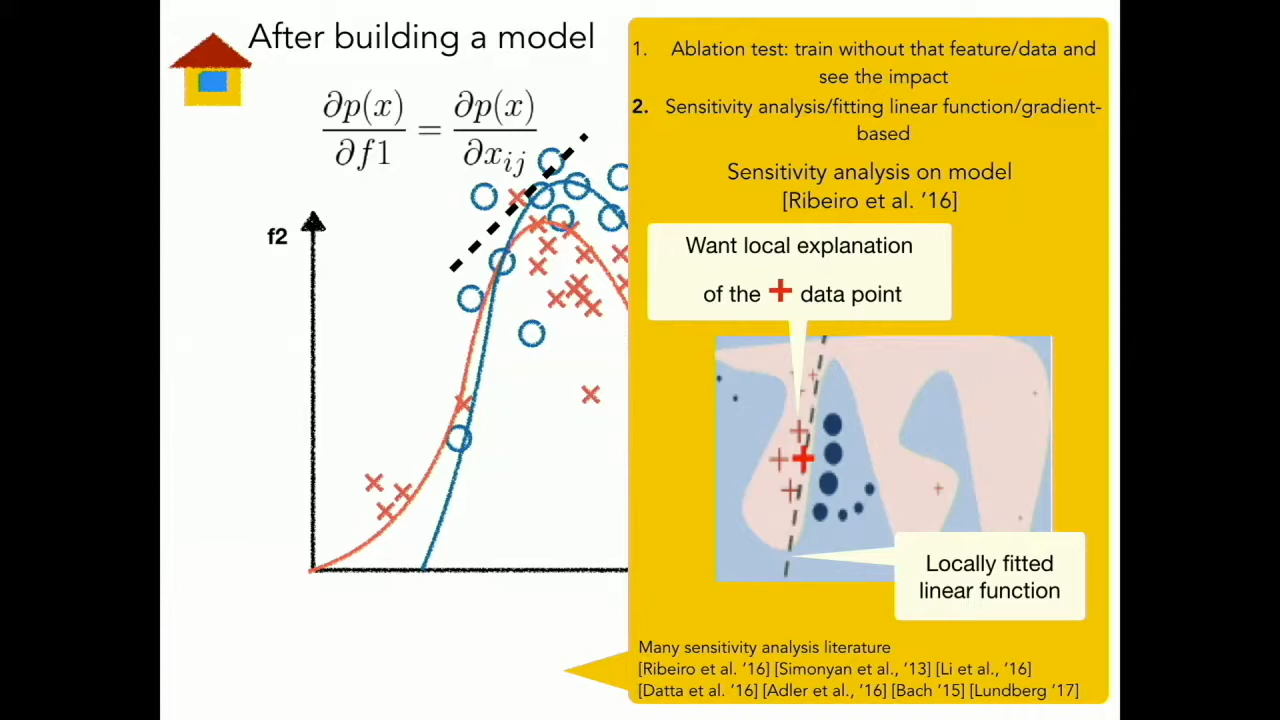 After building a model
∂p(x)/∂f1 = ∂p(x)/∂x_ij
f2
1. Ablation test: train without that feature/data and
see the impact
2. Sensitivity analysis/fitting linear function/gradient-
based
Sensitivity analysis on model
[Ribeiro et al. ‘16]
Want local explanation
of the + data point
Locally fitted
linear function
Many sensitivity analysis literature
[Ribeiro et al. ‘16] [Simonyan et al., ‘13] [Li et al., ‘16]
[Datta et al. ‘16] [Adler et al., ‘16] [Bach ‘15] [Lundberg ‘17]